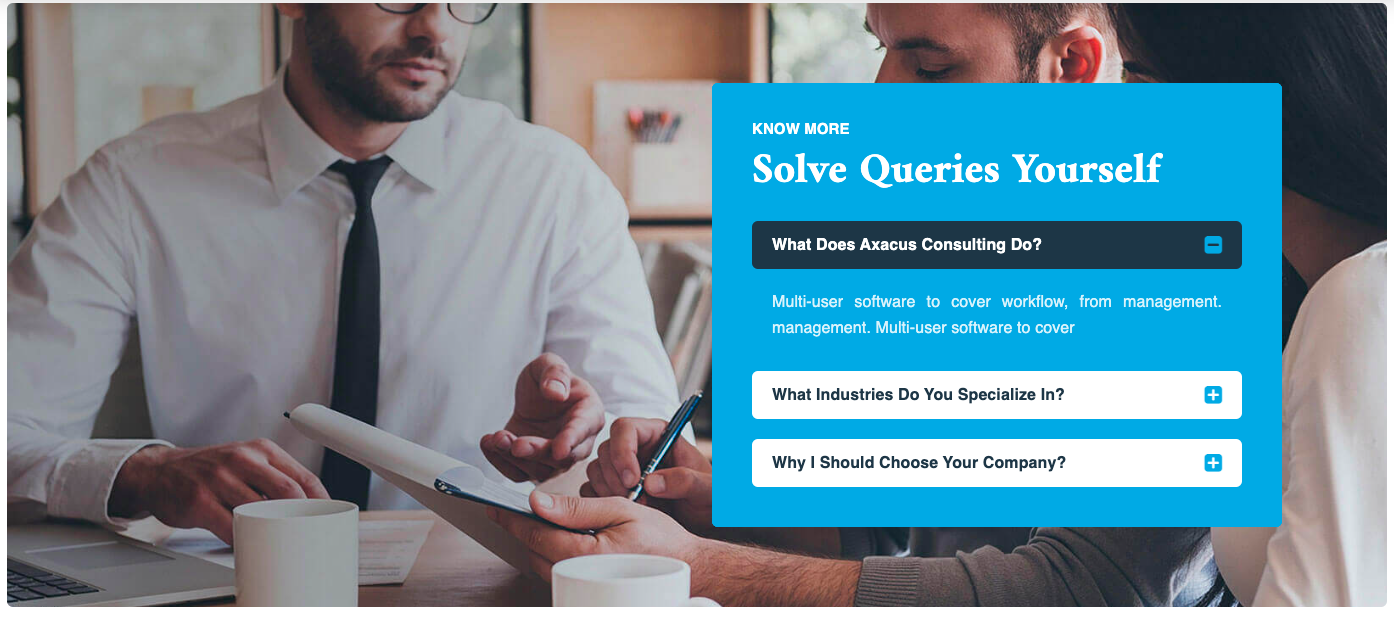 KNOW MORE
Solve Queries Yourself
What Does Axacus Consulting Do?
Multi-user software to cover workflow, from management.
management. Multi-user software to cover
What Industries Do You Specialize In?
Why I Should Choose Your Company?